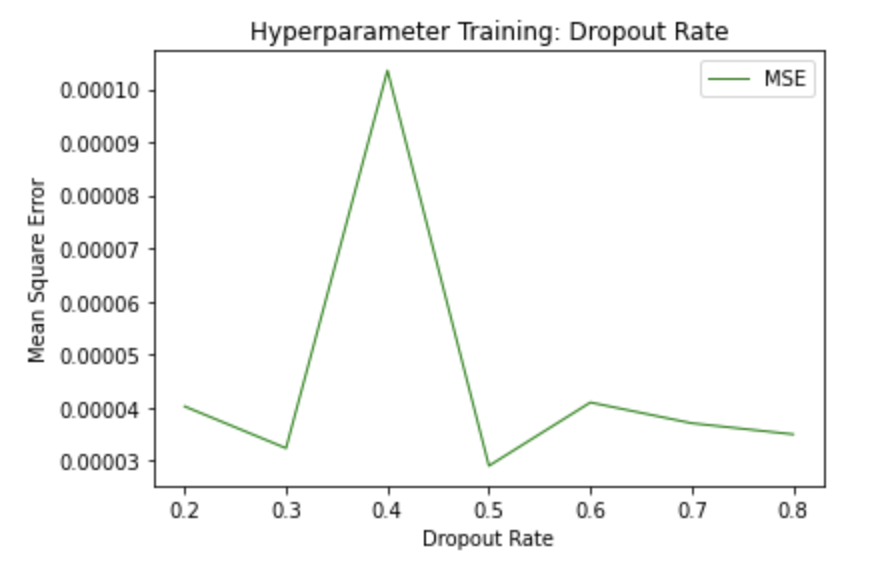 Hyperparameter Training: Dropout Rate
MSE
0.00010
0.00009
0.00008
0.00007
0.00006
0.00005
0.00004
0.00003
Mean Square Error
0.2 0.3 0.4 0.5 0.6 0.7 0.8
Dropout Rate